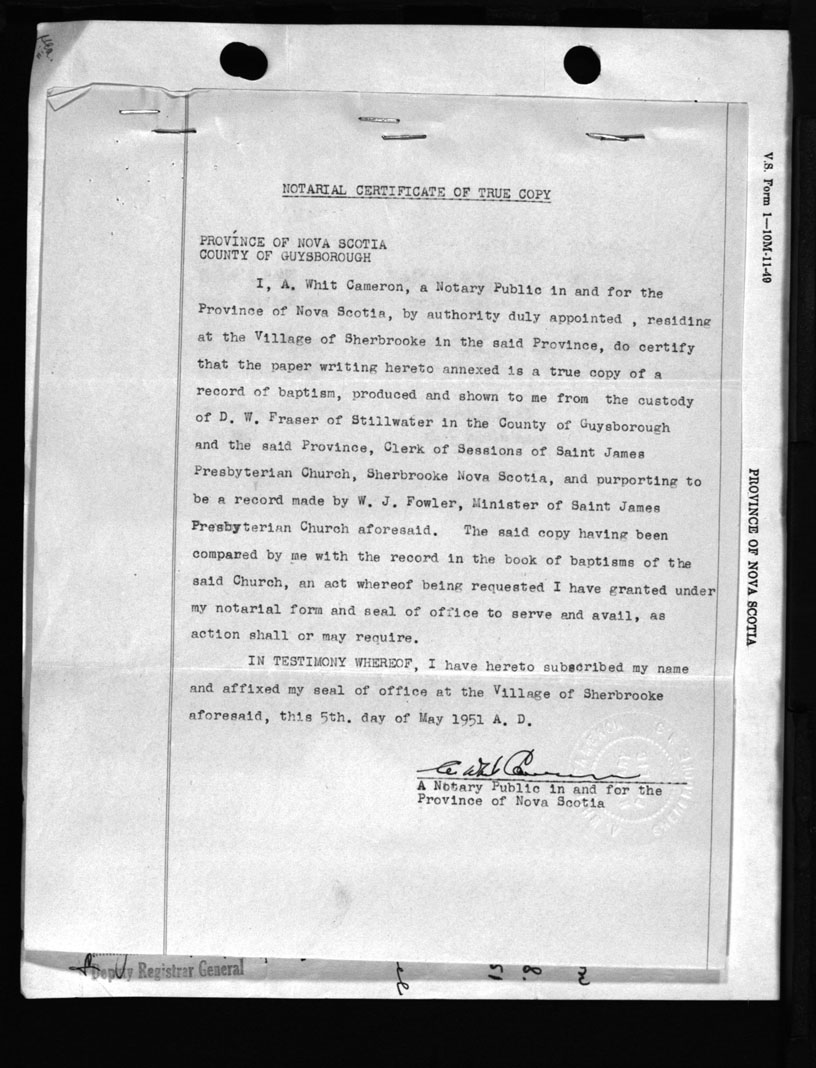 NOTARIAL CERTIFICATE OF TRUE COPY
PROVINCE OF NOVA SCOTIA
COUNTY OF GUYSBOROUGH
I, A. Whit Cameron, a Notary Public in and for the
Province of Nova Scotia, by authority duly appointed , residing
at the Village of Sherbrooke in the said Province, do certify
that the paper writing hereto annexed is a true copy of a
record of baptism, produced and shown to me from the custody
of D. W. Fraser of Stillwater in the County of Guysborough
and the said Province, Clerk of Sessions of Saint James
Presbyterian Church, Sherbrooke Nova Scotia, and purporting to
be a record made by W. J. Fowler, Minister of Saint James
Presbyterian Church aforesaid. The said copy having been
compared by me with the record in the book of baptisms of the
said Church, an act whereof being requested I have granted under
my notarial form and seal of office to serve and avail, as
action shall or may require.
IN TESTIMONY WHEREOF, I have hereto subscribed my name
and affixed my seal of office at the Village of Sherbrooke
aforesaid, this 5th. day of May 1951 A. D.
A Whit Cameron
A Notary Public in and for the
Province of Nova Scotia
Deputy Registrar General
V.S. Form 1—10M-11-49
PROVINCE OF NOVA SCOTIA